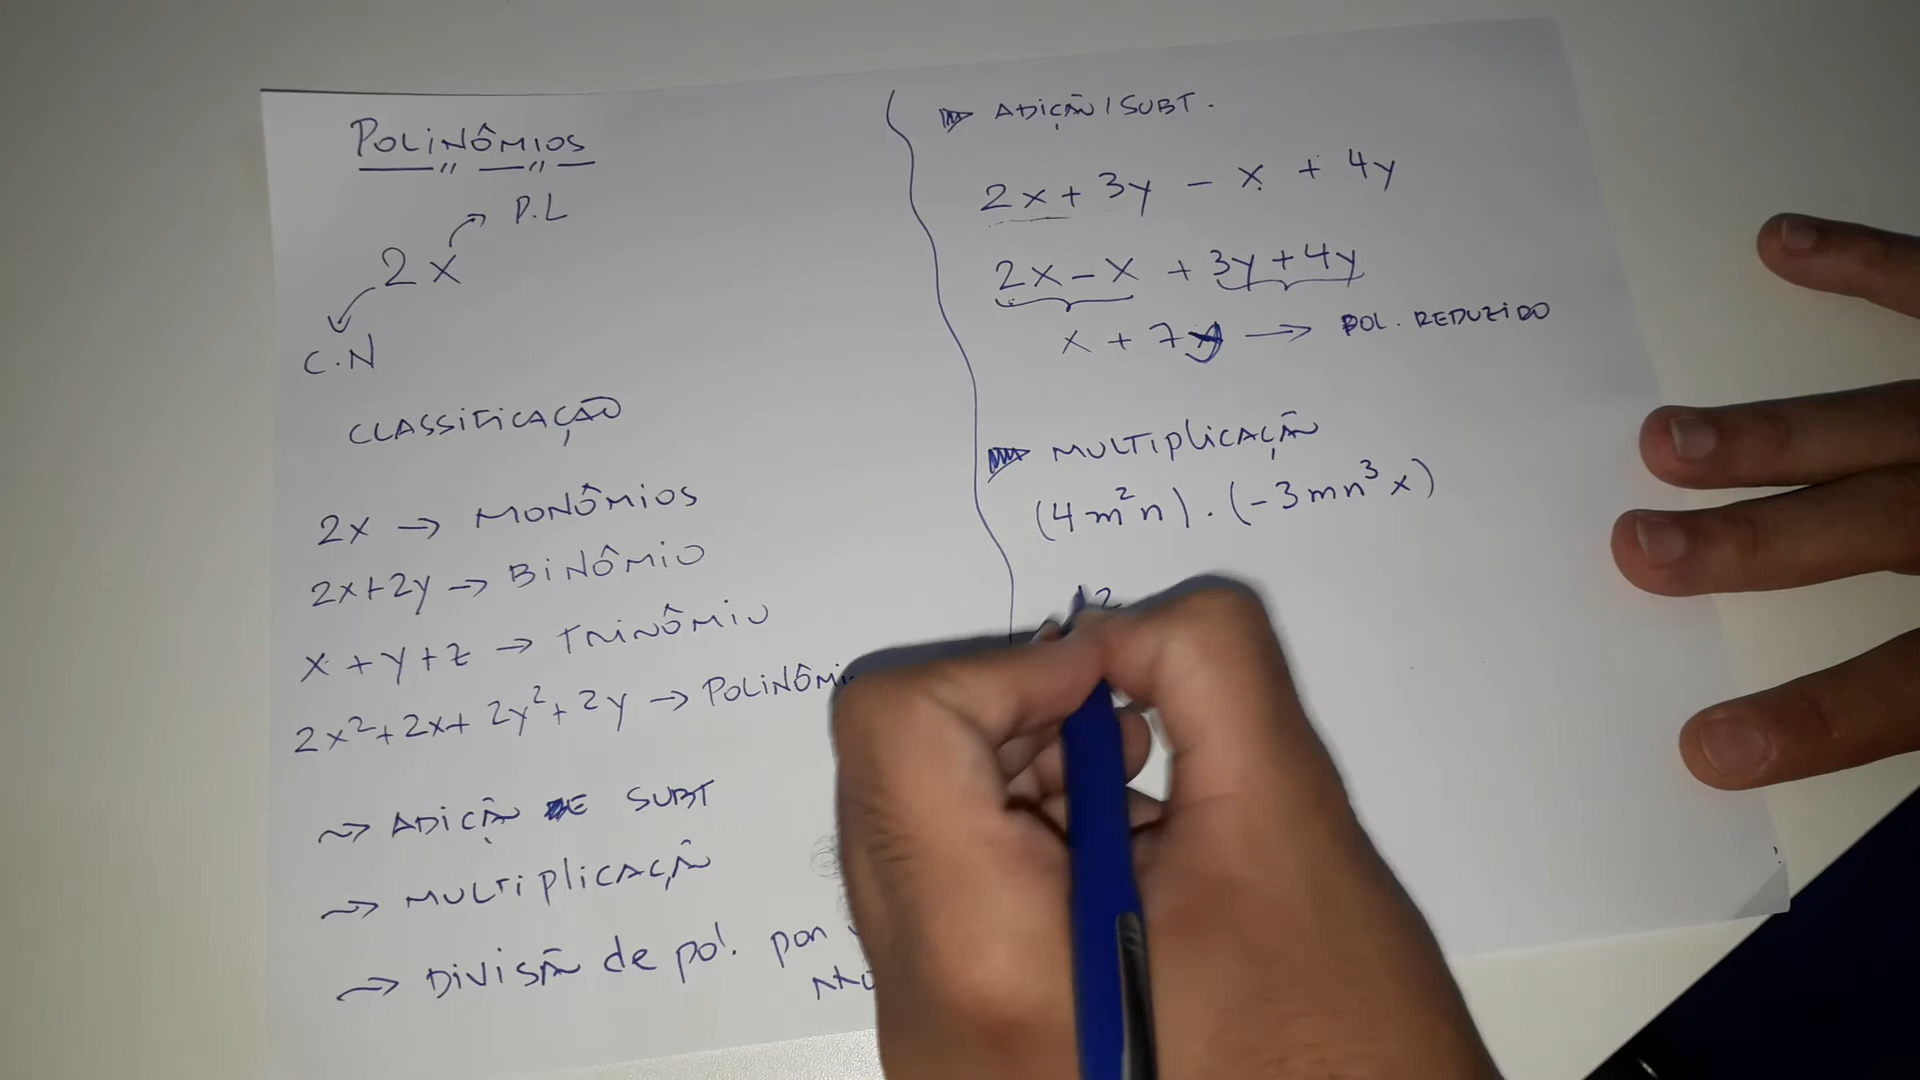 POLINÔMIOS
P.L
2x
C.N
CLASSIFICAÇÃO
2x → MONÔMIOS
2x+2y → BINÔMIO
x+y+z → TRINÔMIO
2x²+2x+2y²+2y → POLINÔMI
~> ADIÇÃO E SUBT
~> MULTIPLICAÇÃO
~> DIVISÃO de pol. por
ADIÇÃO/SUBT.
2x + 3y - x + 4y
2x - x + 3y + 4y
x + 7y → POL. REDUZIDO
MULTIPLICAÇÃO
(4m²n) . (-3mn³x)
12